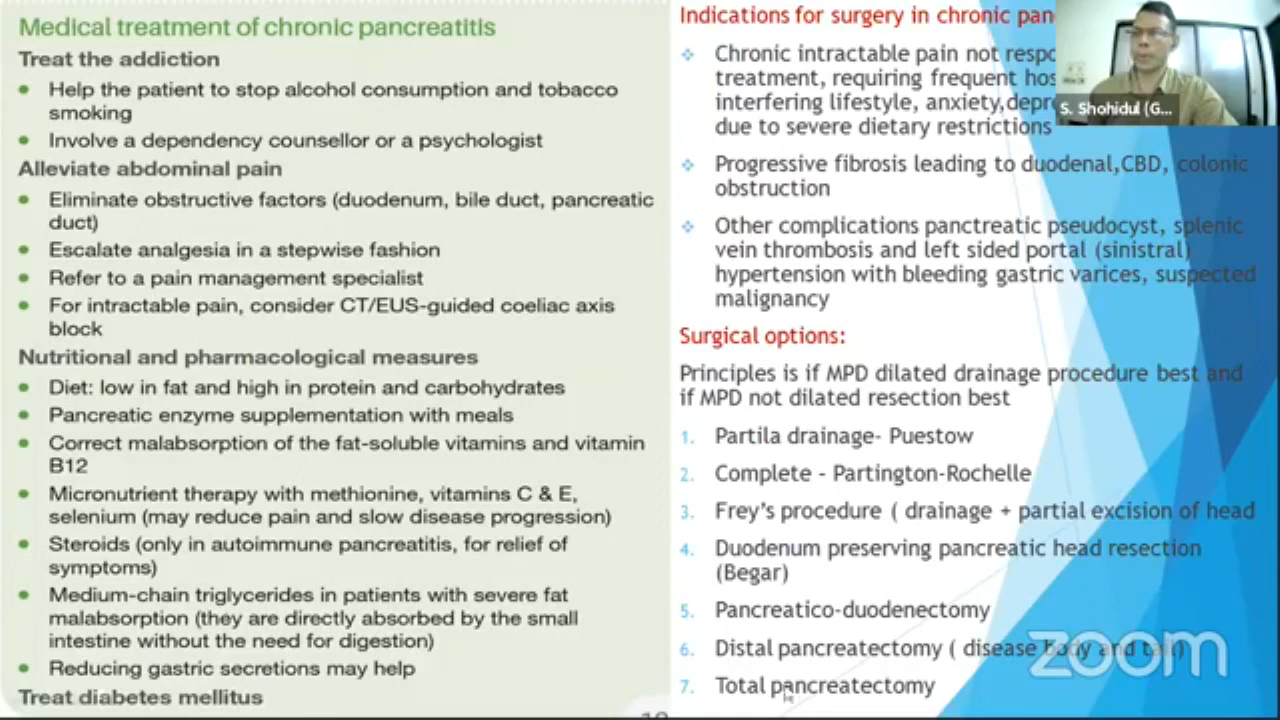 Medical treatment of chronic pancreatitis
Treat the addiction
• Help the patient to stop alcohol consumption and tobacco
smoking
• Involve a dependency counsellor or a psychologist
Alleviate abdominal pain
• Eliminate obstructive factors (duodenum, bile duct, pancreatic
duct)
• Escalate analgesia in a stepwise fashion
• Refer to a pain management specialist
• For intractable pain, consider CT/EUS-guided coeliac axis
block
Nutritional and pharmacological measures
• Diet: low in fat and high in protein and carbohydrates
• Pancreatic enzyme supplementation with meals
• Correct malabsorption of the fat-soluble vitamins and vitamin
B12
• Micronutrient therapy with methionine, vitamins C & E,
selenium (may reduce pain and slow disease progression)
• Steroids (only in autoimmune pancreatitis, for relief of
symptoms)
• Medium-chain triglycerides in patients with severe fat
malabsorption (they are directly absorbed by the small
intestine without the need for digestion)
• Reducing gastric secretions may help
Treat diabetes mellitus
Indications for surgery in chronic pan
❖ Chronic intractable pain not respo
treatment, requiring frequent hos
interfering lifestyle, anxiety,depre
due to severe dietary restrictions
❖ Progressive fibrosis leading to duodenal,CBD, colonic
obstruction
❖ Other complications panctreatic pseudocyst, splenic
vein thrombosis and left sided portal (sinistral)
hypertension with bleeding gastric varices, suspected
malignancy
Surgical options:
Principles is if MPD dilated drainage procedure best and
if MPD not dilated resection best
1. Partila drainage- Puestow
2. Complete - Partington-Rochelle
3. Frey's procedure ( drainage + partial excision of head
4. Duodenum preserving pancreatic head resection
(Begar)
5. Pancreatico-duodenectomy
6. Distal pancreatectomy ( disease body and tail)
7. Total pancreatectomy
S. Shohidul (G...
zoom